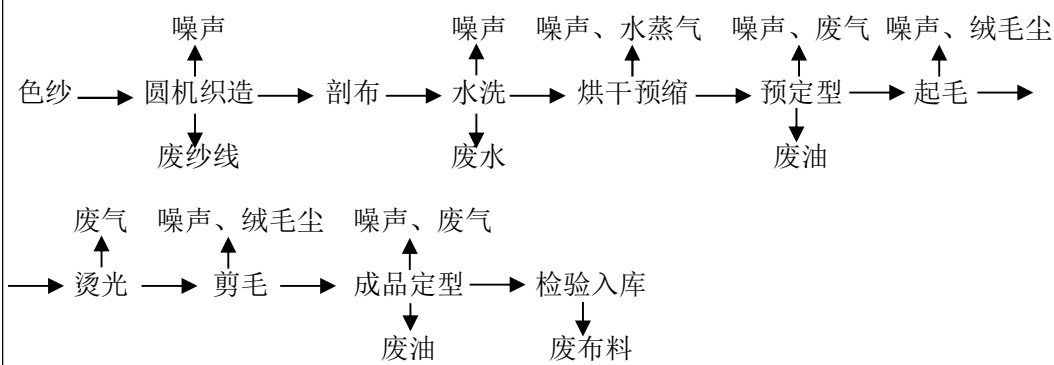 噪声 噪声 噪声、水蒸气 噪声、废气 噪声、绒毛尘
色纱 圆机织造 剖布 水洗 烘干预缩 预定型 起毛
废纱线 废水 废油
废气 噪声、绒毛尘 噪声、废气
烫光 剪毛 成品定型 检验入库
废油 废布料